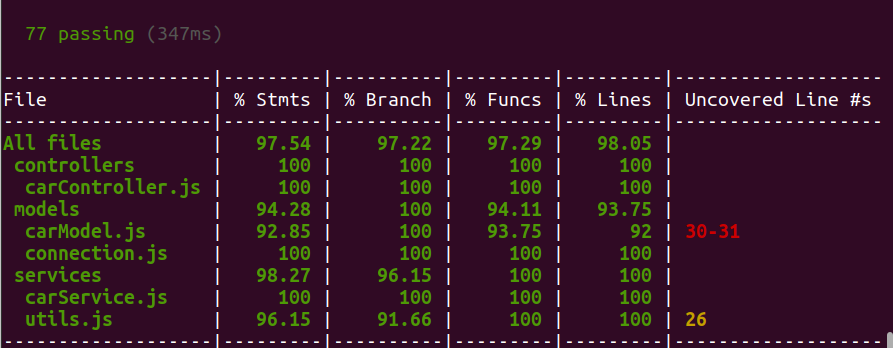 77 passing (347ms)
-------------------|---------|----------|---------|---------|-------------------
File               | % Stmts | % Branch | % Funcs | % Lines | Uncovered Line #s
-------------------|---------|----------|---------|---------|-------------------
All files          |   97.54 |    97.22 |   97.29 |   98.05 |
 controllers       |     100 |      100 |     100 |     100 |
  carController.js |     100 |      100 |     100 |     100 |
 models            |   94.28 |      100 |   94.11 |   93.75 |
  carModel.js      |   92.85 |      100 |   93.75 |      92 | 30-31
  connection.js    |     100 |      100 |     100 |     100 |
 services          |   98.27 |    96.15 |     100 |     100 |
  carService.js    |     100 |      100 |     100 |     100 |
  utils.js         |   96.15 |    91.66 |     100 |     100 | 26
-------------------|---------|----------|---------|---------|-------------------